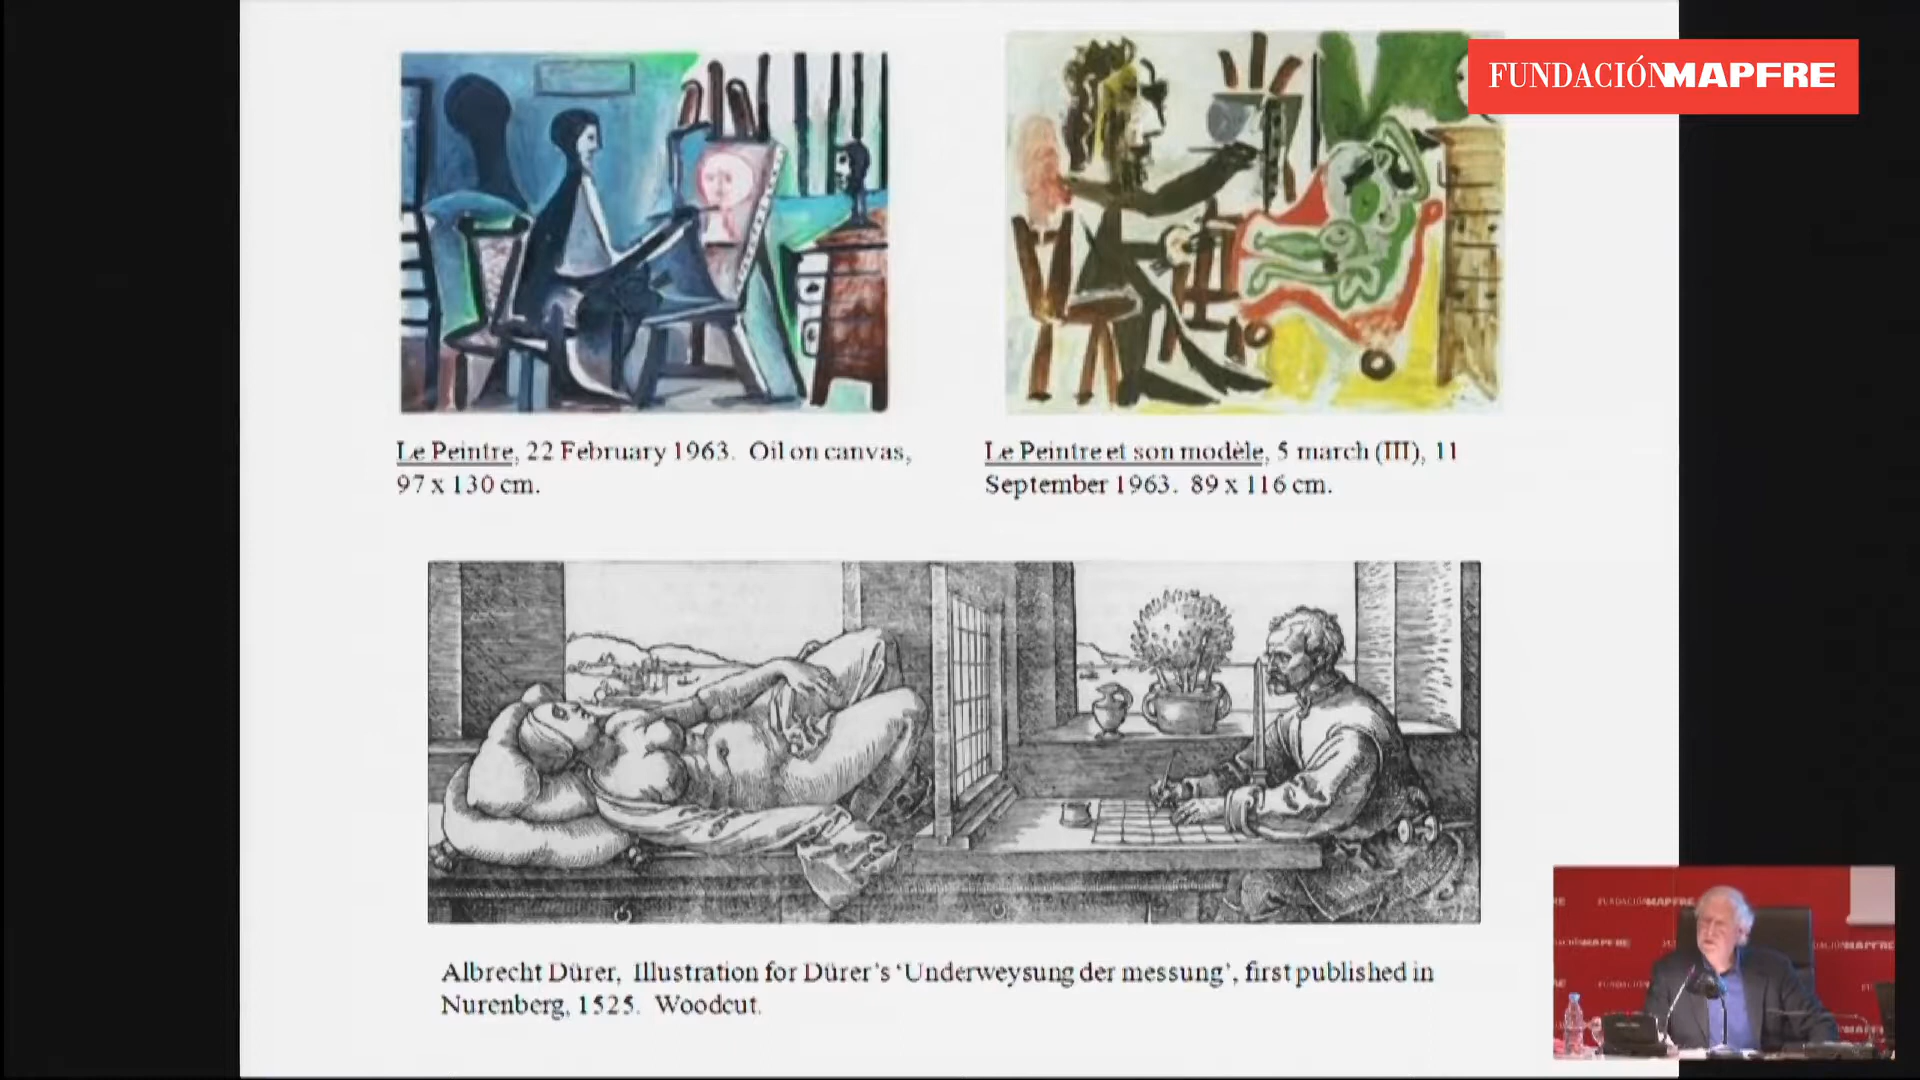 FUNDACIÓNMAPFRE
Le Peintre, 22 February 1963. Oil on canvas,
97 x 130 cm.
Le Peintre et son modèle, 5 march (III), 11
September 1963. 89 x 116 cm.
Albrecht Dürer, Illustration for Dürer's 'Underweysung der messung', first published in
Nurenberg, 1525. Woodcut.
FUNDACIÓNMAPFRE